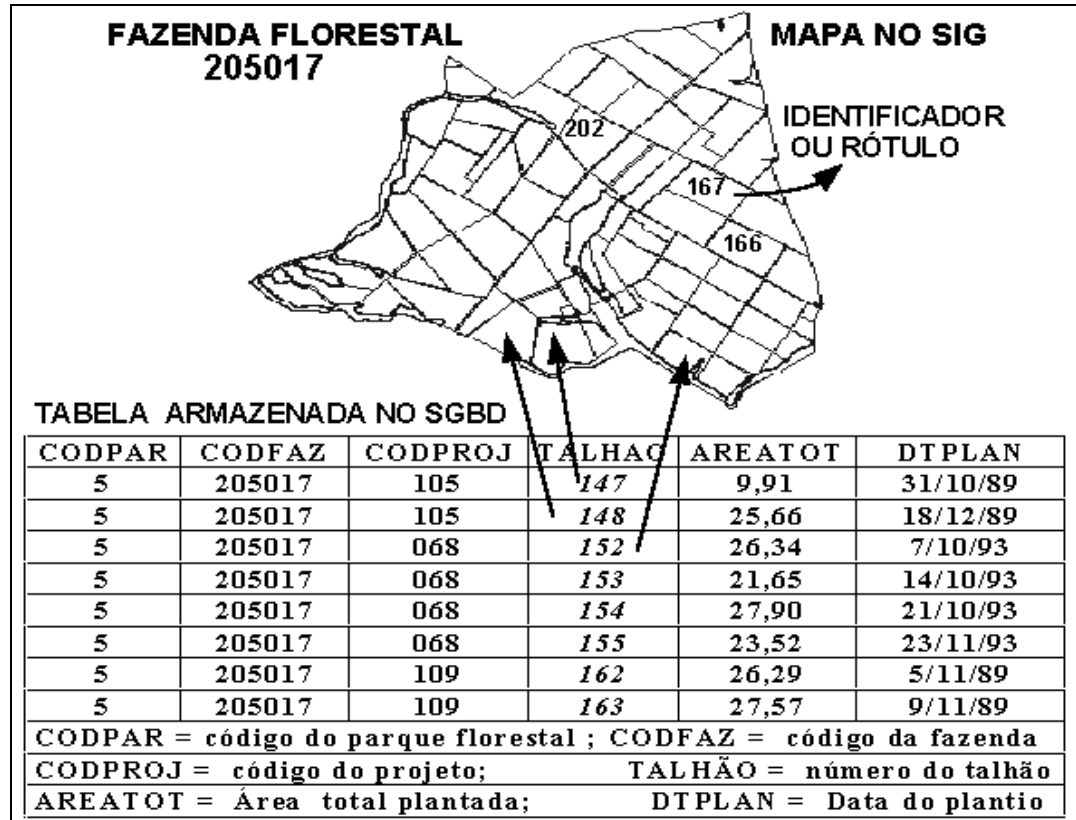 FAZENDA FLORESTAL
205017
MAPA NO SIG
IDENTIFICADOR
OU RÓTULO
202
167
166
TABELA ARMAZENADA NO SGBD
CODPAR CODFAZ CODPROJ TALHAO AREATOT DTPLAN
5 205017 105 147 9,91 31/10/89
5 205017 105 148 25,66 18/12/89
5 205017 068 152 26,34 7/10/93
5 205017 068 153 21,65 14/10/93
5 205017 068 154 27,90 21/10/93
5 205017 068 155 23,52 23/11/93
5 205017 109 162 26,29 5/11/89
5 205017 109 163 27,57 9/11/89
CODPAR = código do parque florestal ; CODFAZ = código da fazenda
CODPROJ = código do projeto; TALHÃO = número do talhão
AREATOT = Área total plantada; DTPLAN = Data do plantio